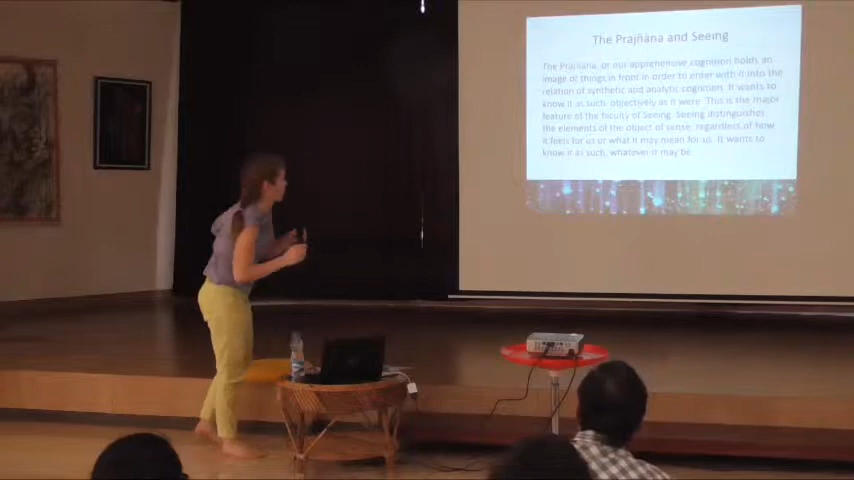 The Prajñāna and Seeing
The Prajñāna, or our apprehensive cognition holds an
image of things in front in order to enter with it into the
relation of synthetic and analytic cognition. It wants to
know it as such, objectively as it were. This is the major
feature of the faculty of Seeing. Seeing distinguishes
the elements of the object of sense, regardless of how
it feels for us or what it may mean for us. It wants to
know it as such, whatever it may be.